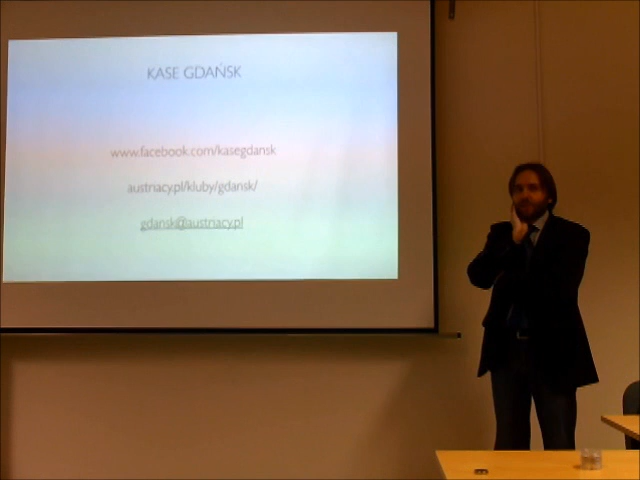 KASE GDAŃSK
www.facebook.com/kasegdansk
austriacy.pl/kluby/gdansk/
gdansk@austriacy.pl